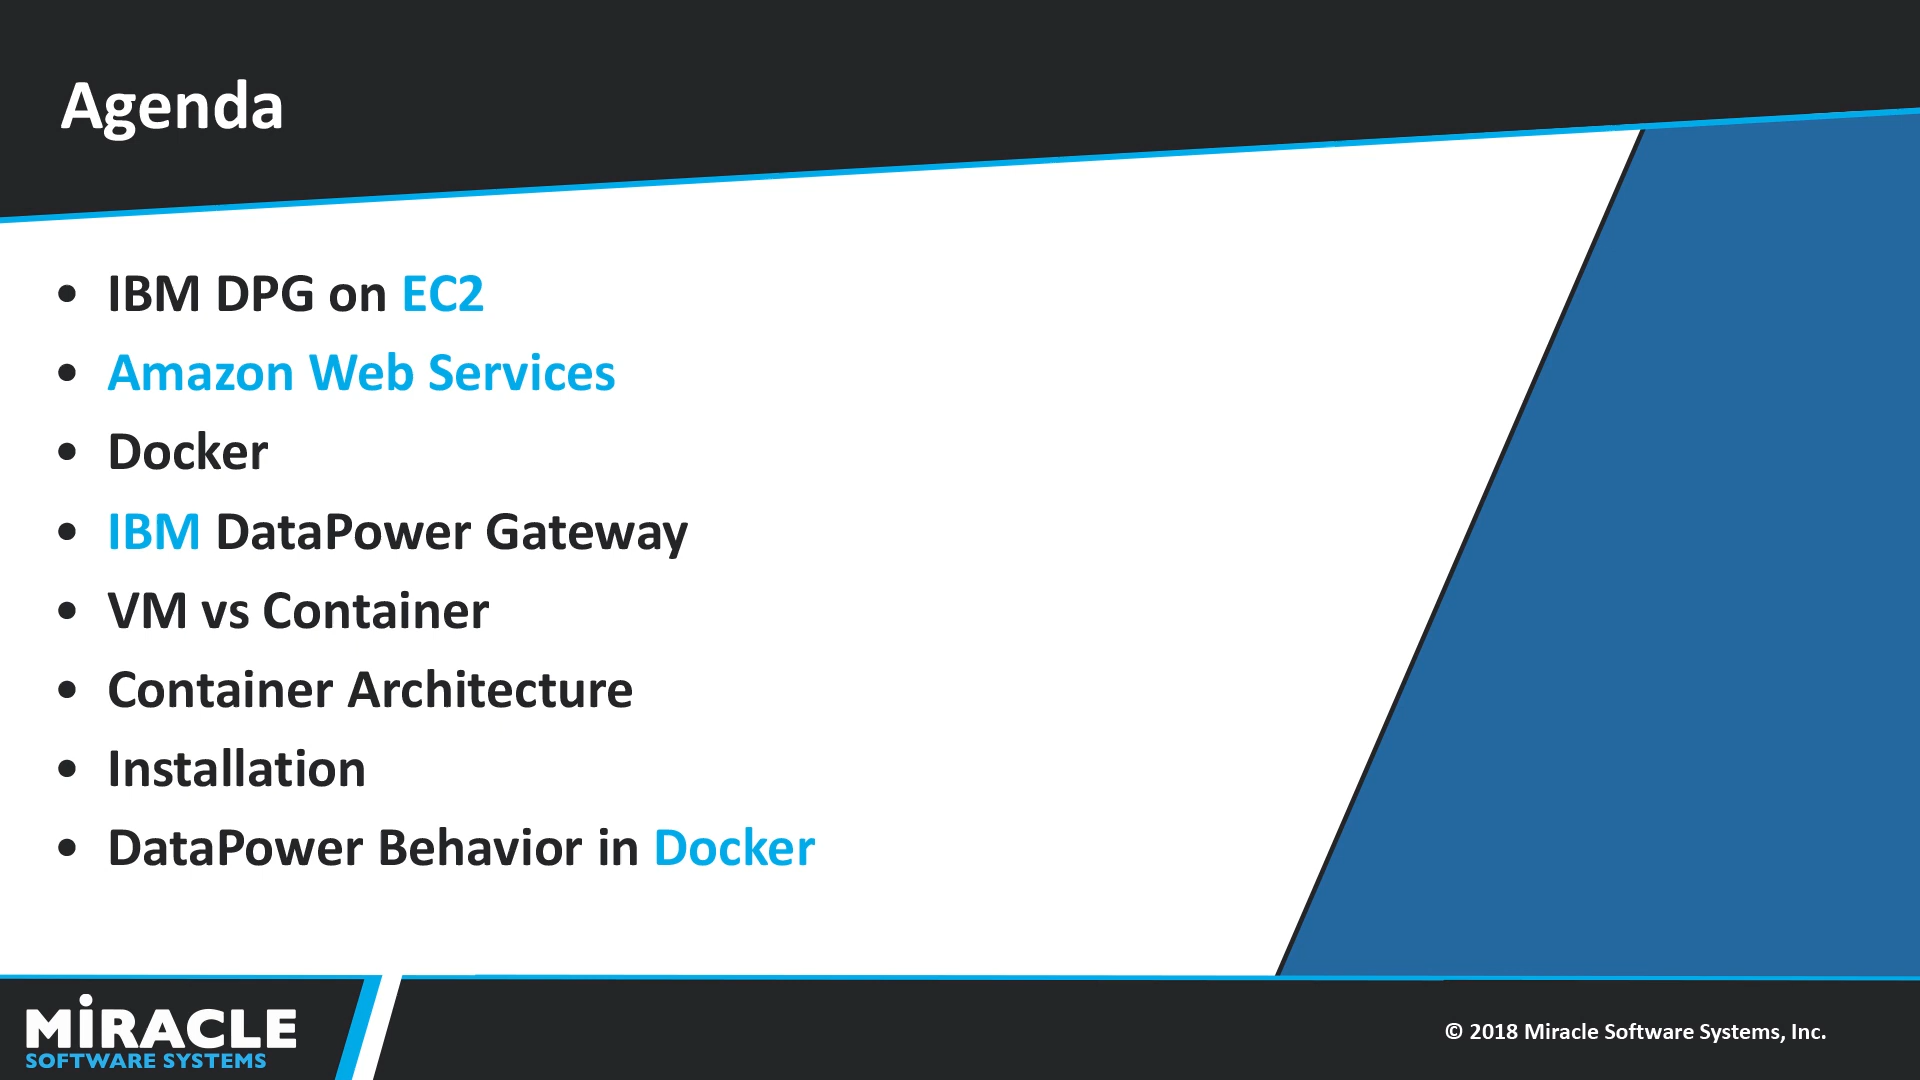 Agenda
• IBM DPG on EC2
• Amazon Web Services
• Docker
• IBM DataPower Gateway
• VM vs Container
• Container Architecture
• Installation
• DataPower Behavior in Docker
MiRACLE
SOFTWARE SYSTEMS
© 2018 Miracle Software Systems, Inc.